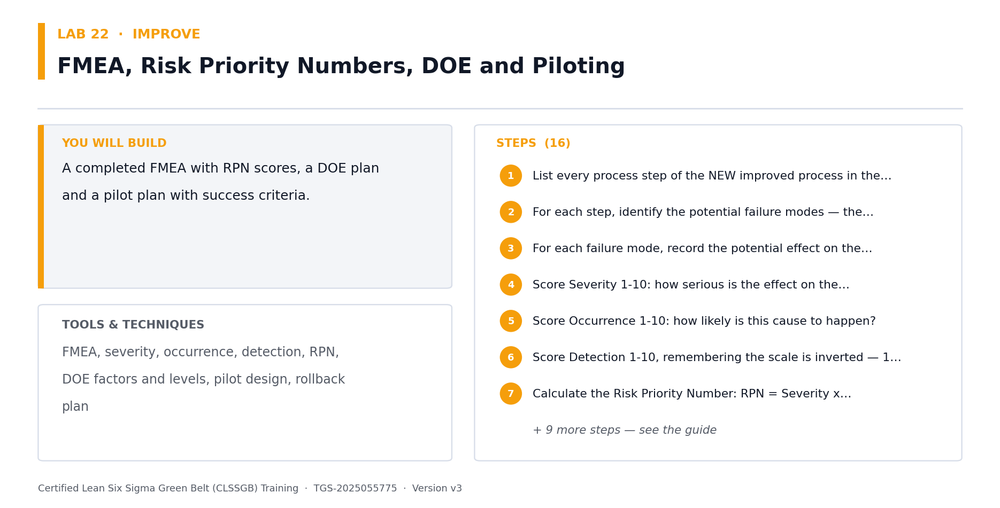 LAB 22 · IMPROVE
FMEA, Risk Priority Numbers, DOE and Piloting
YOU WILL BUILD
A completed FMEA with RPN scores, a DOE plan
and a pilot plan with success criteria.
TOOLS & TECHNIQUES
FMEA, severity, occurrence, detection, RPN,
DOE factors and levels, pilot design, rollback
plan
STEPS (16)
1 List every process step of the NEW improved process in the…
2 For each step, identify the potential failure modes — the…
3 For each failure mode, record the potential effect on the…
4 Score Severity 1-10: how serious is the effect on the…
5 Score Occurrence 1-10: how likely is this cause to happen?
6 Score Detection 1-10, remembering the scale is inverted — 1…
7 Calculate the Risk Priority Number: RPN = Severity x…
+ 9 more steps — see the guide
Certified Lean Six Sigma Green Belt (CLSSGB) Training · TGS-2025055775 · Version v3